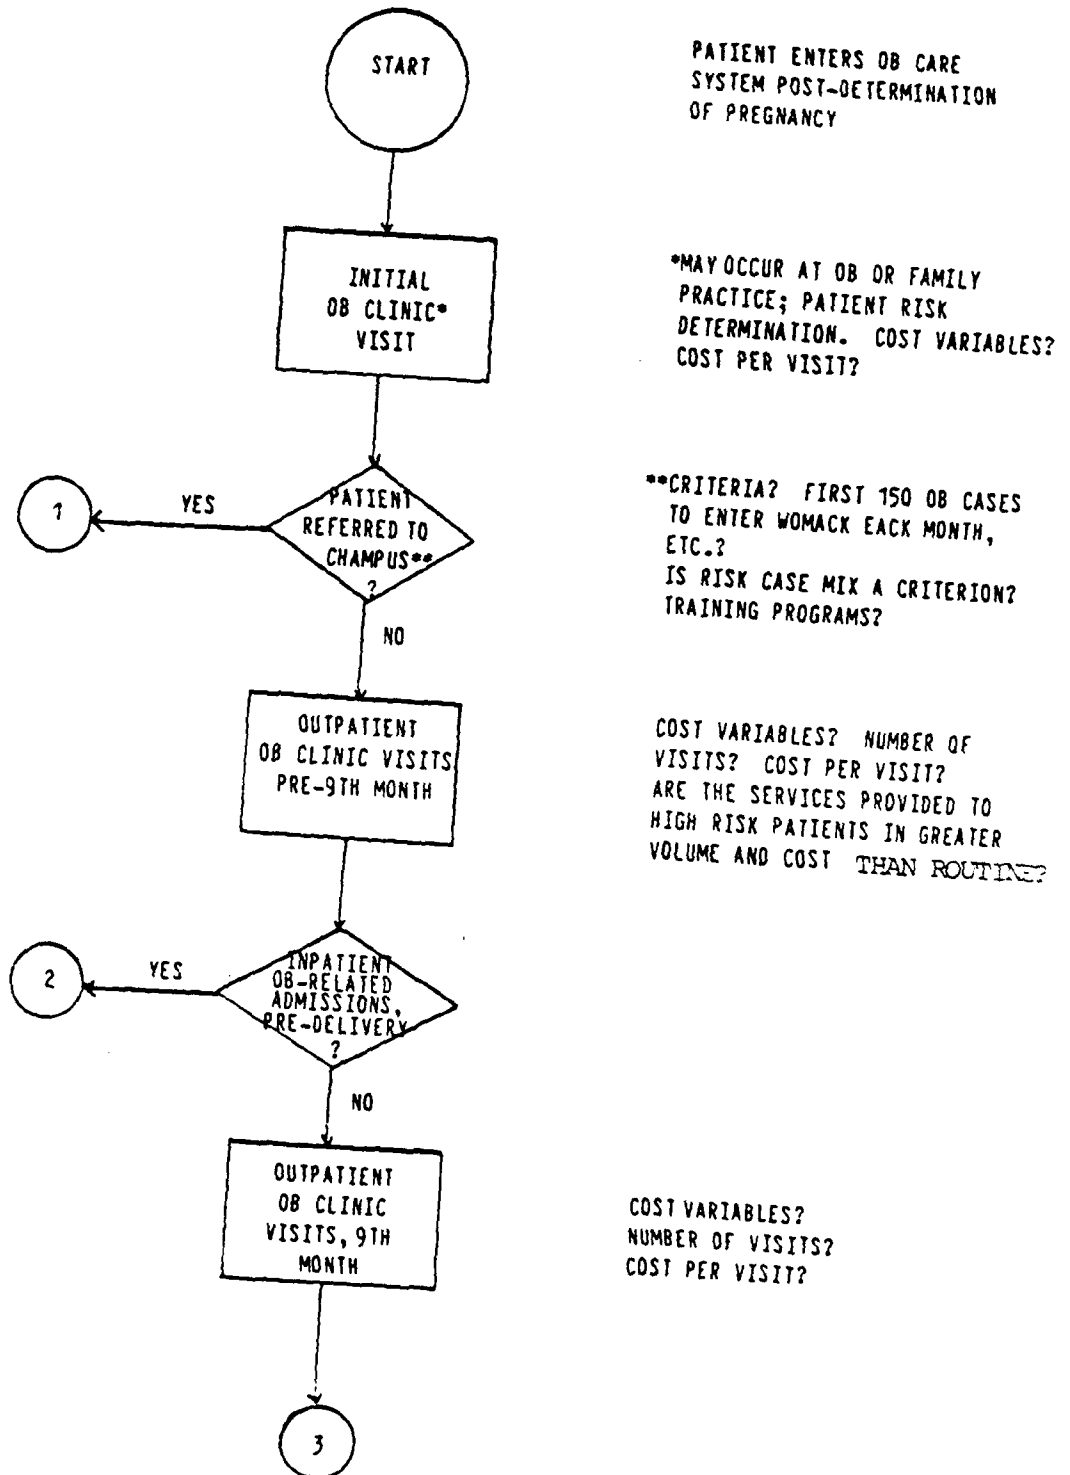 START
PATIENT ENTERS OB CARE
SYSTEM POST-DETERMINATION
OF PREGNANCY
INITIAL
OB CLINIC*
VISIT
*MAY OCCUR AT OB OR FAMILY
PRACTICE; PATIENT RISK
DETERMINATION. COST VARIABLES?
COST PER VISIT?
1
YES
PATIENT
REFERRED TO
CHAMPUS**
?
**CRITERIA? FIRST 150 OB CASES
TO ENTER WOMACK EACK MONTH,
ETC.?
IS RISK CASE MIX A CRITERION?
TRAINING PROGRAMS?
NO
OUTPATIENT
OB CLINIC VISITS
PRE-9TH MONTH
COST VARIABLES? NUMBER OF
VISITS? COST PER VISIT?
ARE THE SERVICES PROVIDED TO
HIGH RISK PATIENTS IN GREATER
VOLUME AND COST THAN ROUTINE?
2
YES
INPATIENT
OB-RELATED
ADMISSIONS,
PRE-DELIVERY
?
NO
OUTPATIENT
OB CLINIC
VISITS, 9TH
MONTH
COST VARIABLES?
NUMBER OF VISITS?
COST PER VISIT?
3